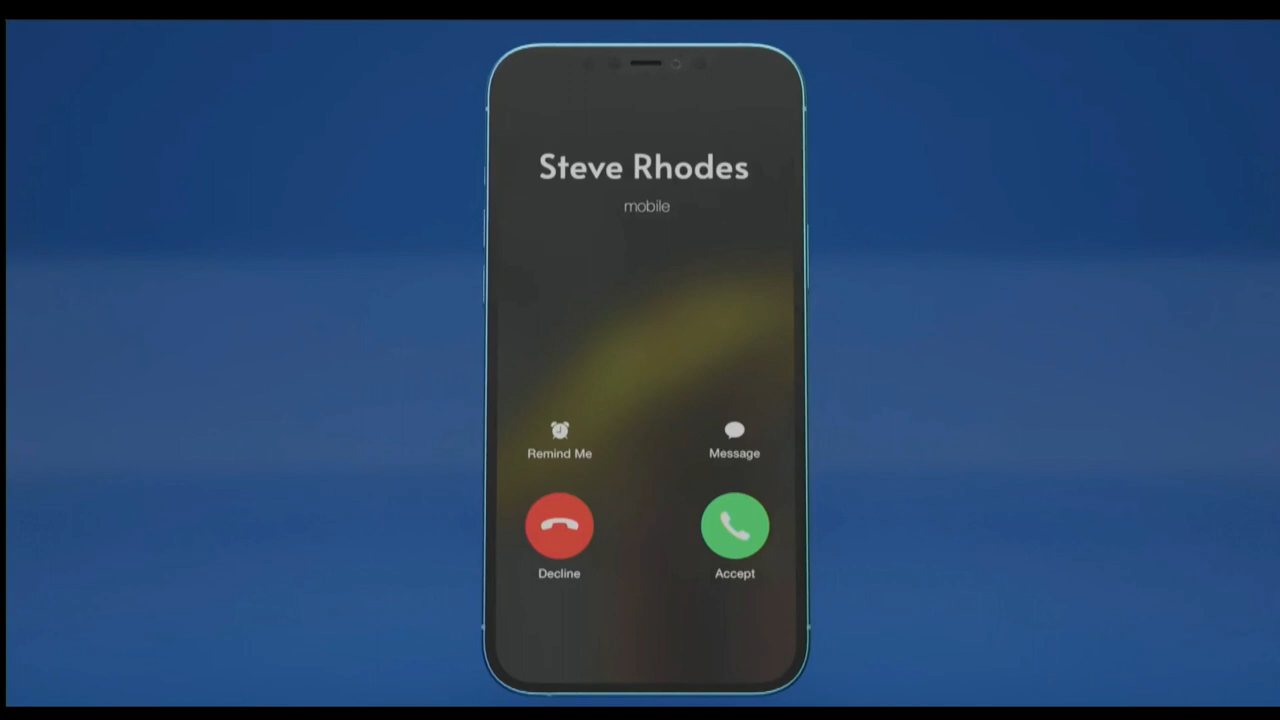 Steve Rhodes
mobile
Remind Me
Message
Decline
Accept